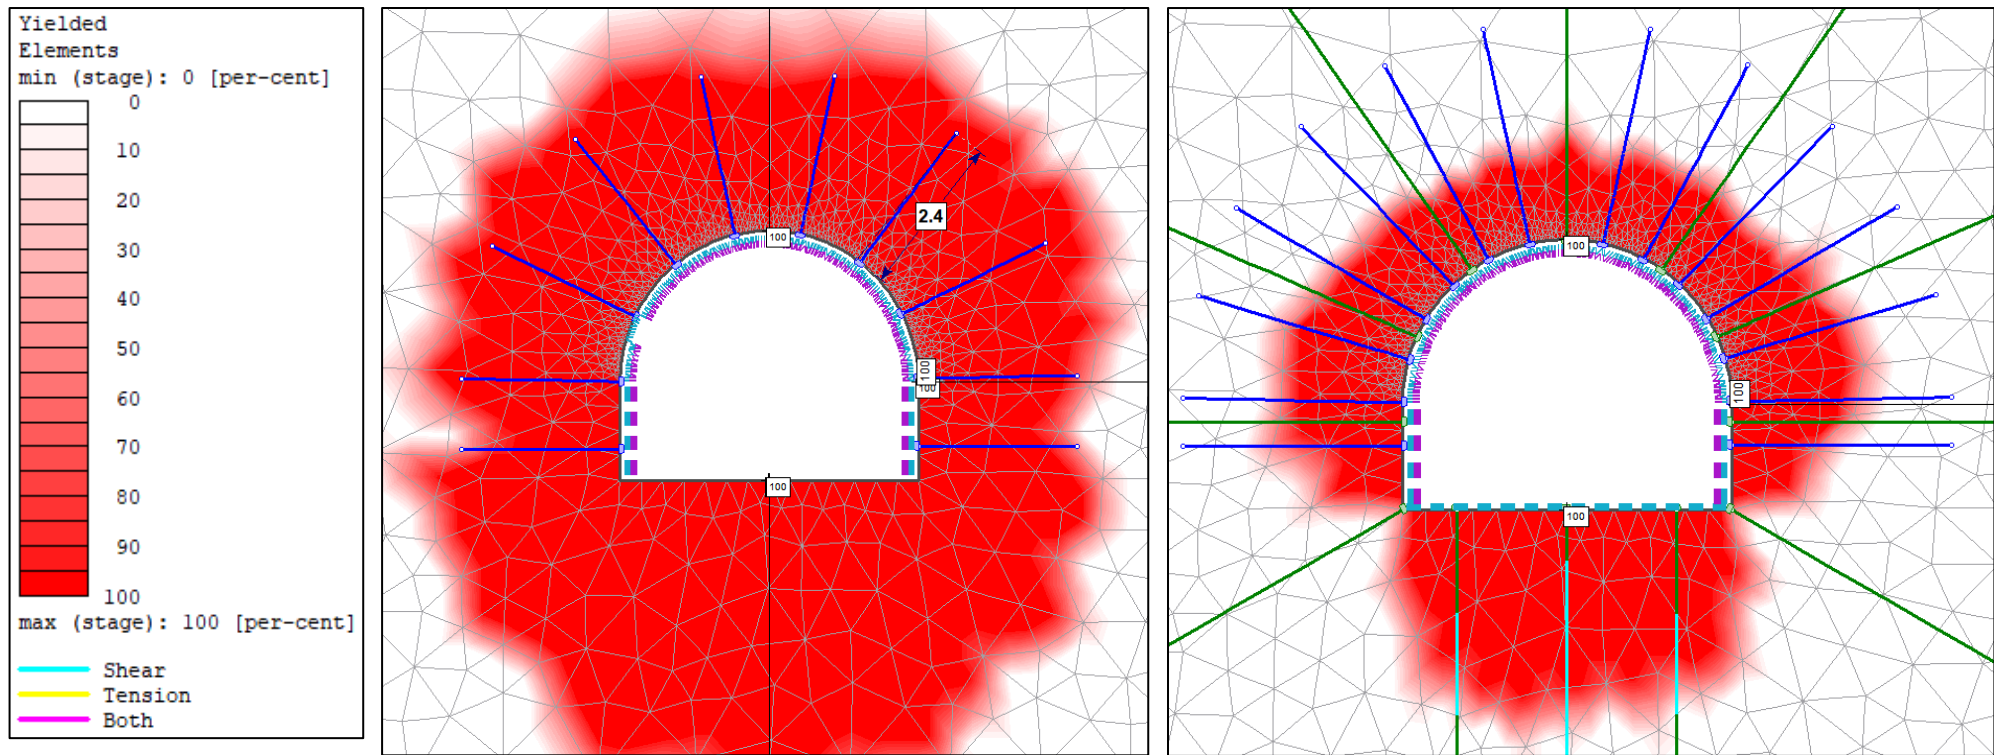 Yielded
Elements
min (stage): 0 [per-cent]
0
10
20
30
40
50
60
70
80
90
100
max (stage): 100 [per-cent]
Shear
Tension
Both
2.4
100
100
100
100
100
100
100